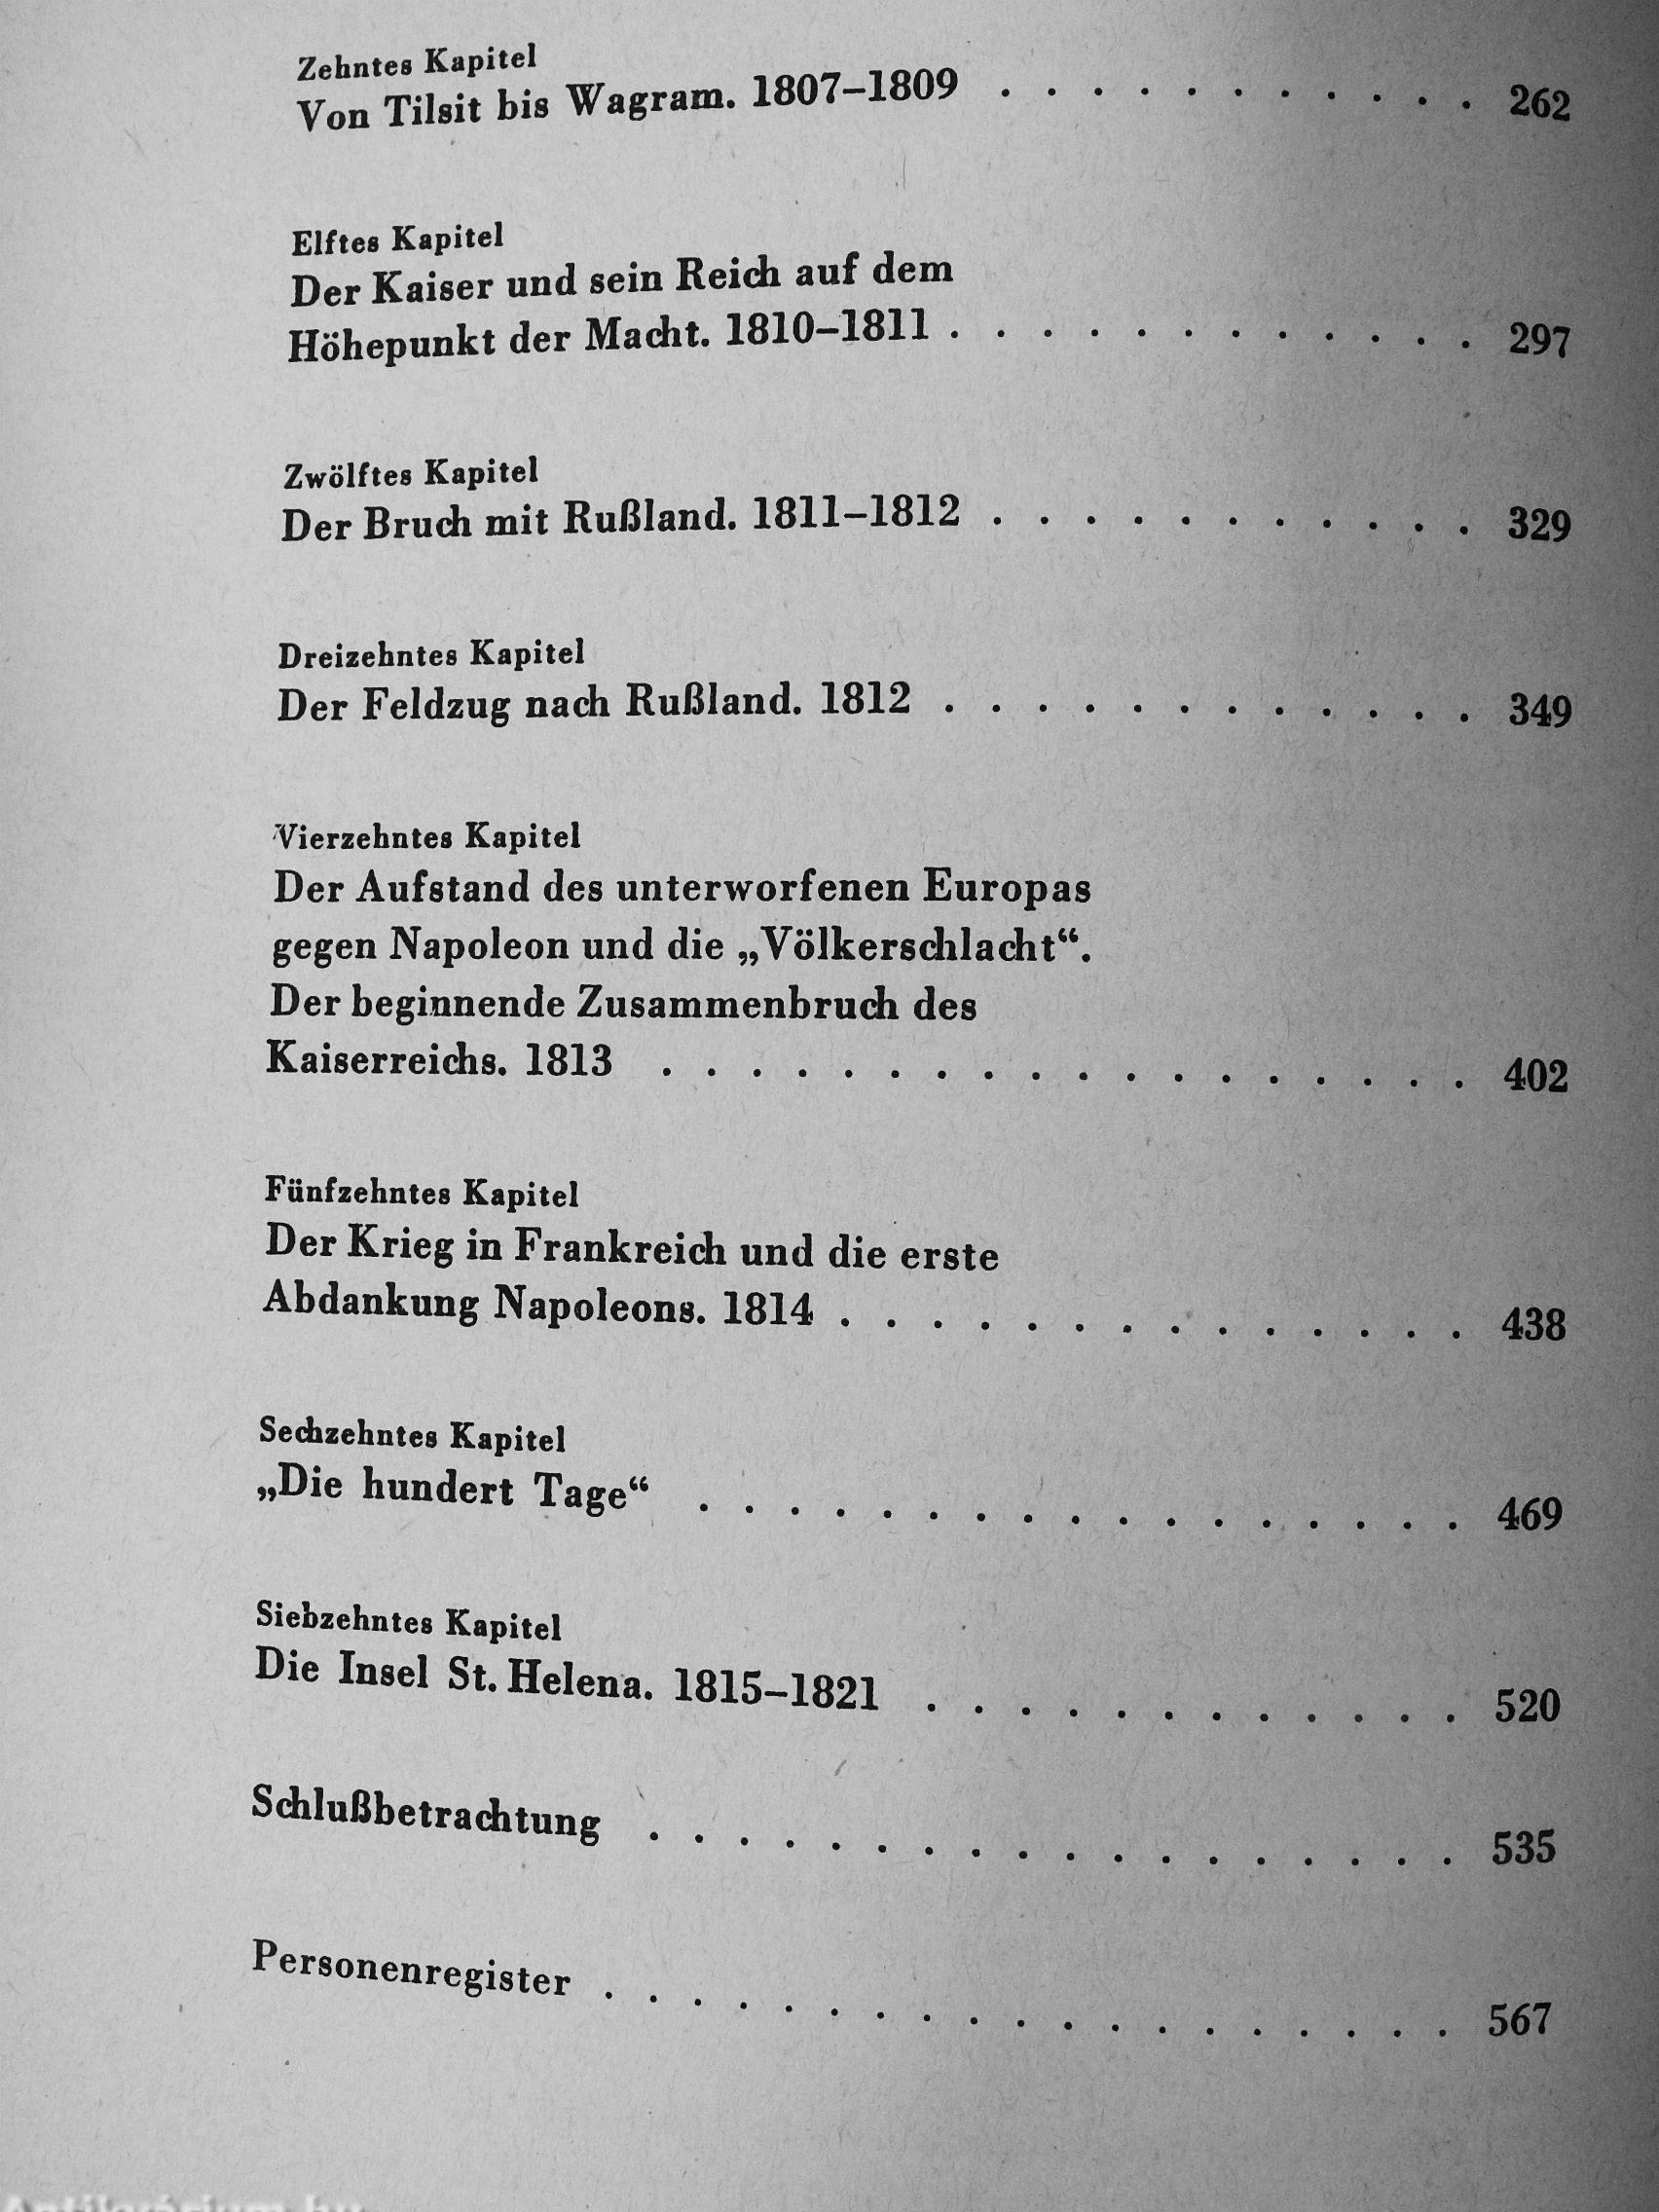 Zehntes Kapitel
Von Tilsit bis Wagram. 1807–1809 . . . . . . . . . . . 262
Elftes Kapitel
Der Kaiser und sein Reich auf dem
Höhepunkt der Macht. 1810–1811 . . . . . . . . . . . . 297
Zwölftes Kapitel
Der Bruch mit Rußland. 1811–1812 . . . . . . . . . . . 329
Dreizehntes Kapitel
Der Feldzug nach Rußland. 1812 . . . . . . . . . . . . 349
Vierzehntes Kapitel
Der Aufstand des unterworfenen Europas
gegen Napoleon und die „Völkerschlacht“.
Der beginnende Zusammenbruch des
Kaiserreichs. 1813 . . . . . . . . . . . . . . . . . . 402
Fünfzehntes Kapitel
Der Krieg in Frankreich und die erste
Abdankung Napoleons. 1814 . . . . . . . . . . . . . . 438
Sechzehntes Kapitel
„Die hundert Tage“ . . . . . . . . . . . . . . . . . 469
Siebzehntes Kapitel
Die Insel St. Helena. 1815–1821 . . . . . . . . . . . . 520
Schlußbetrachtung . . . . . . . . . . . . . . . . . . 535
Personenregister . . . . . . . . . . . . . . . . . . . 567